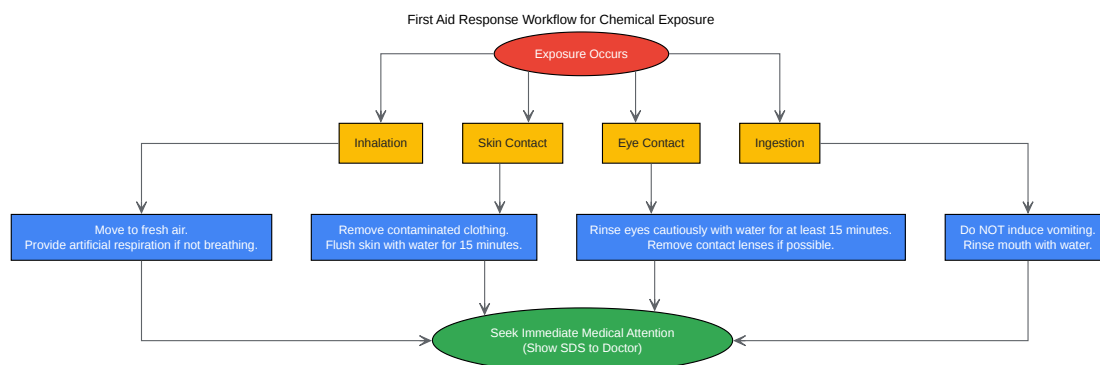 First Aid Response Workflow for Chemical Exposure
Exposure Occurs
Inhalation
Skin Contact
Eye Contact
Ingestion
Move to fresh air.
Provide artificial respiration if not breathing.
Remove contaminated clothing.
Flush skin with water for 15 minutes.
Rinse eyes cautiously with water for at least 15 minutes.
Remove contact lenses if possible.
Do NOT induce vomiting.
Rinse mouth with water.
Seek Immediate Medical Attention
(Show SDS to Doctor)